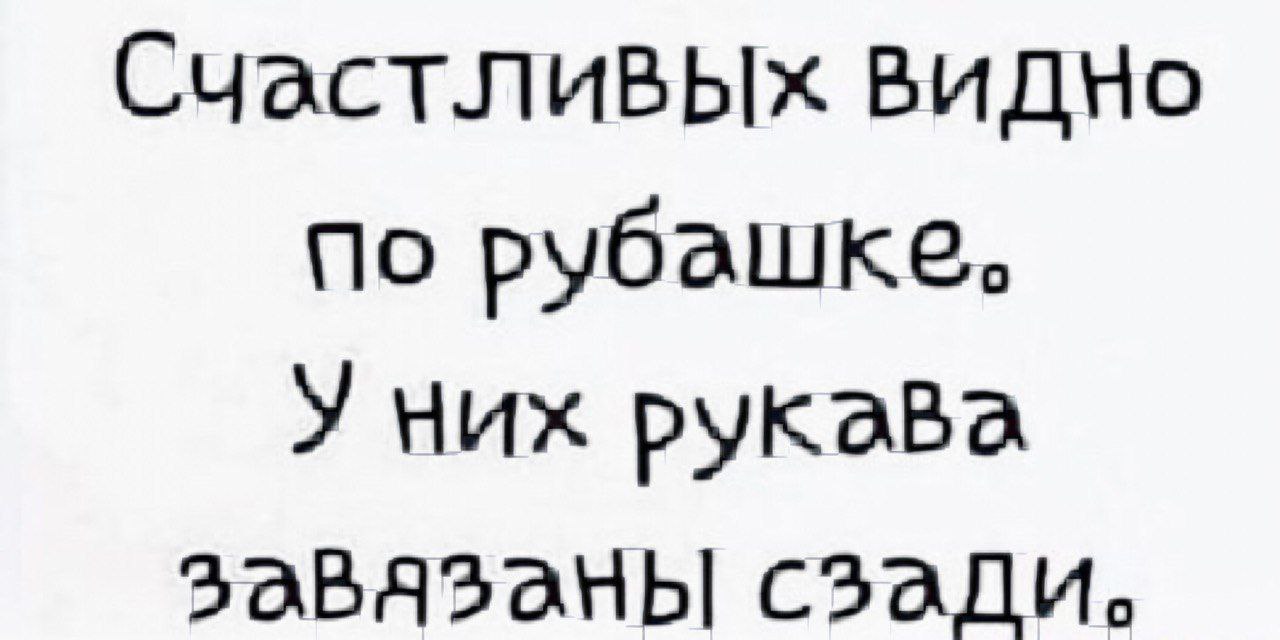 Счастливых видно
по рубашке.
У них рукава
завязаны сзади.